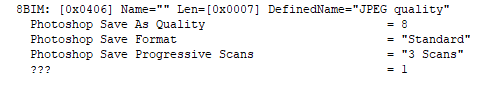 8BIM: [0x0406] Name="" Len=[0x0007] DefinedName="JPEG quality"
Photoshop Save As Quality = 8
Photoshop Save Format = "Standard"
Photoshop Save Progressive Scans = "3 Scans"
??? = 1